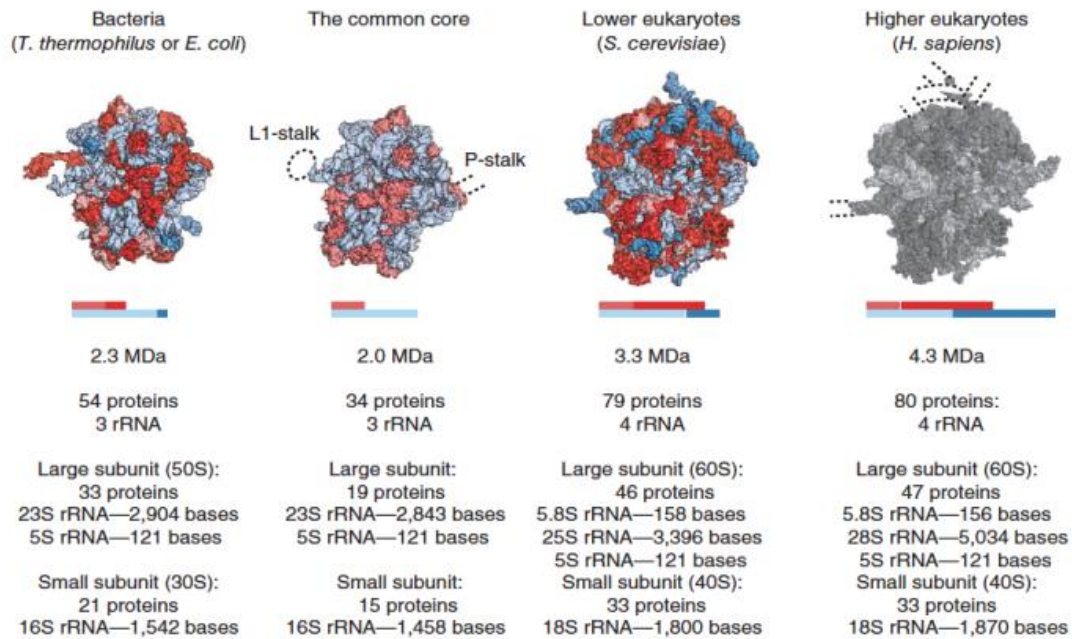 Bacteria
(T. thermophilus or E. coli)
2.3 MDa
54 proteins
3 rRNA
Large subunit (50S):
33 proteins
23S rRNA—2,904 bases
5S rRNA—121 bases
Small subunit (30S):
21 proteins
16S rRNA—1,542 bases
The common core
L1-stalk
P-stalk
2.0 MDa
34 proteins
3 rRNA
Large subunit:
19 proteins
23S rRNA—2,843 bases
5S rRNA—121 bases
Small subunit:
15 proteins
16S rRNA—1,458 bases
Lower eukaryotes
(S. cerevisiae)
3.3 MDa
79 proteins
4 rRNA
Large subunit (60S):
46 proteins
5.8S rRNA—158 bases
25S rRNA—3,396 bases
5S rRNA—121 bases
Small subunit (40S):
33 proteins
18S rRNA—1,800 bases
Higher eukaryotes
(H. sapiens)
4.3 MDa
80 proteins:
4 rRNA
Large subunit (60S):
47 proteins
5.8S rRNA—156 bases
28S rRNA—5,034 bases
5S rRNA—121 bases
Small subunit (40S):
33 proteins
18S rRNA—1,870 bases